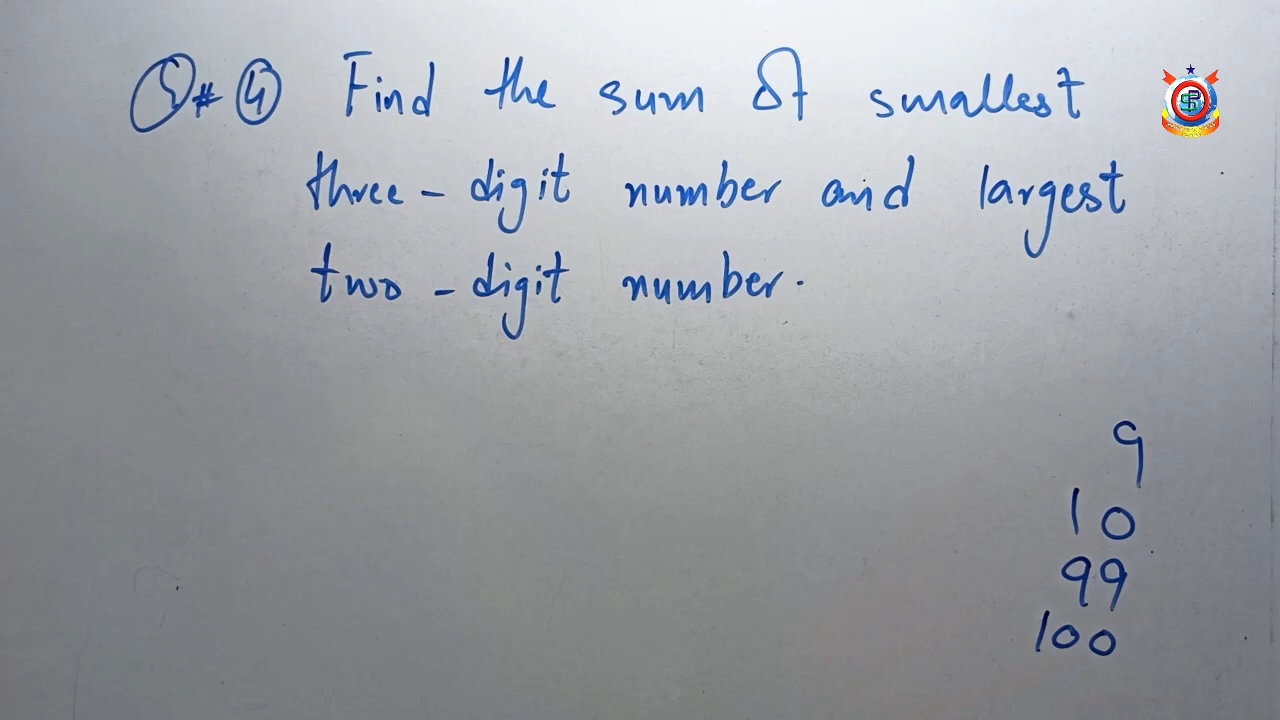 Q# 4 Find the sum of smallest
three-digit number and largest
two-digit number.
9
10
99
100